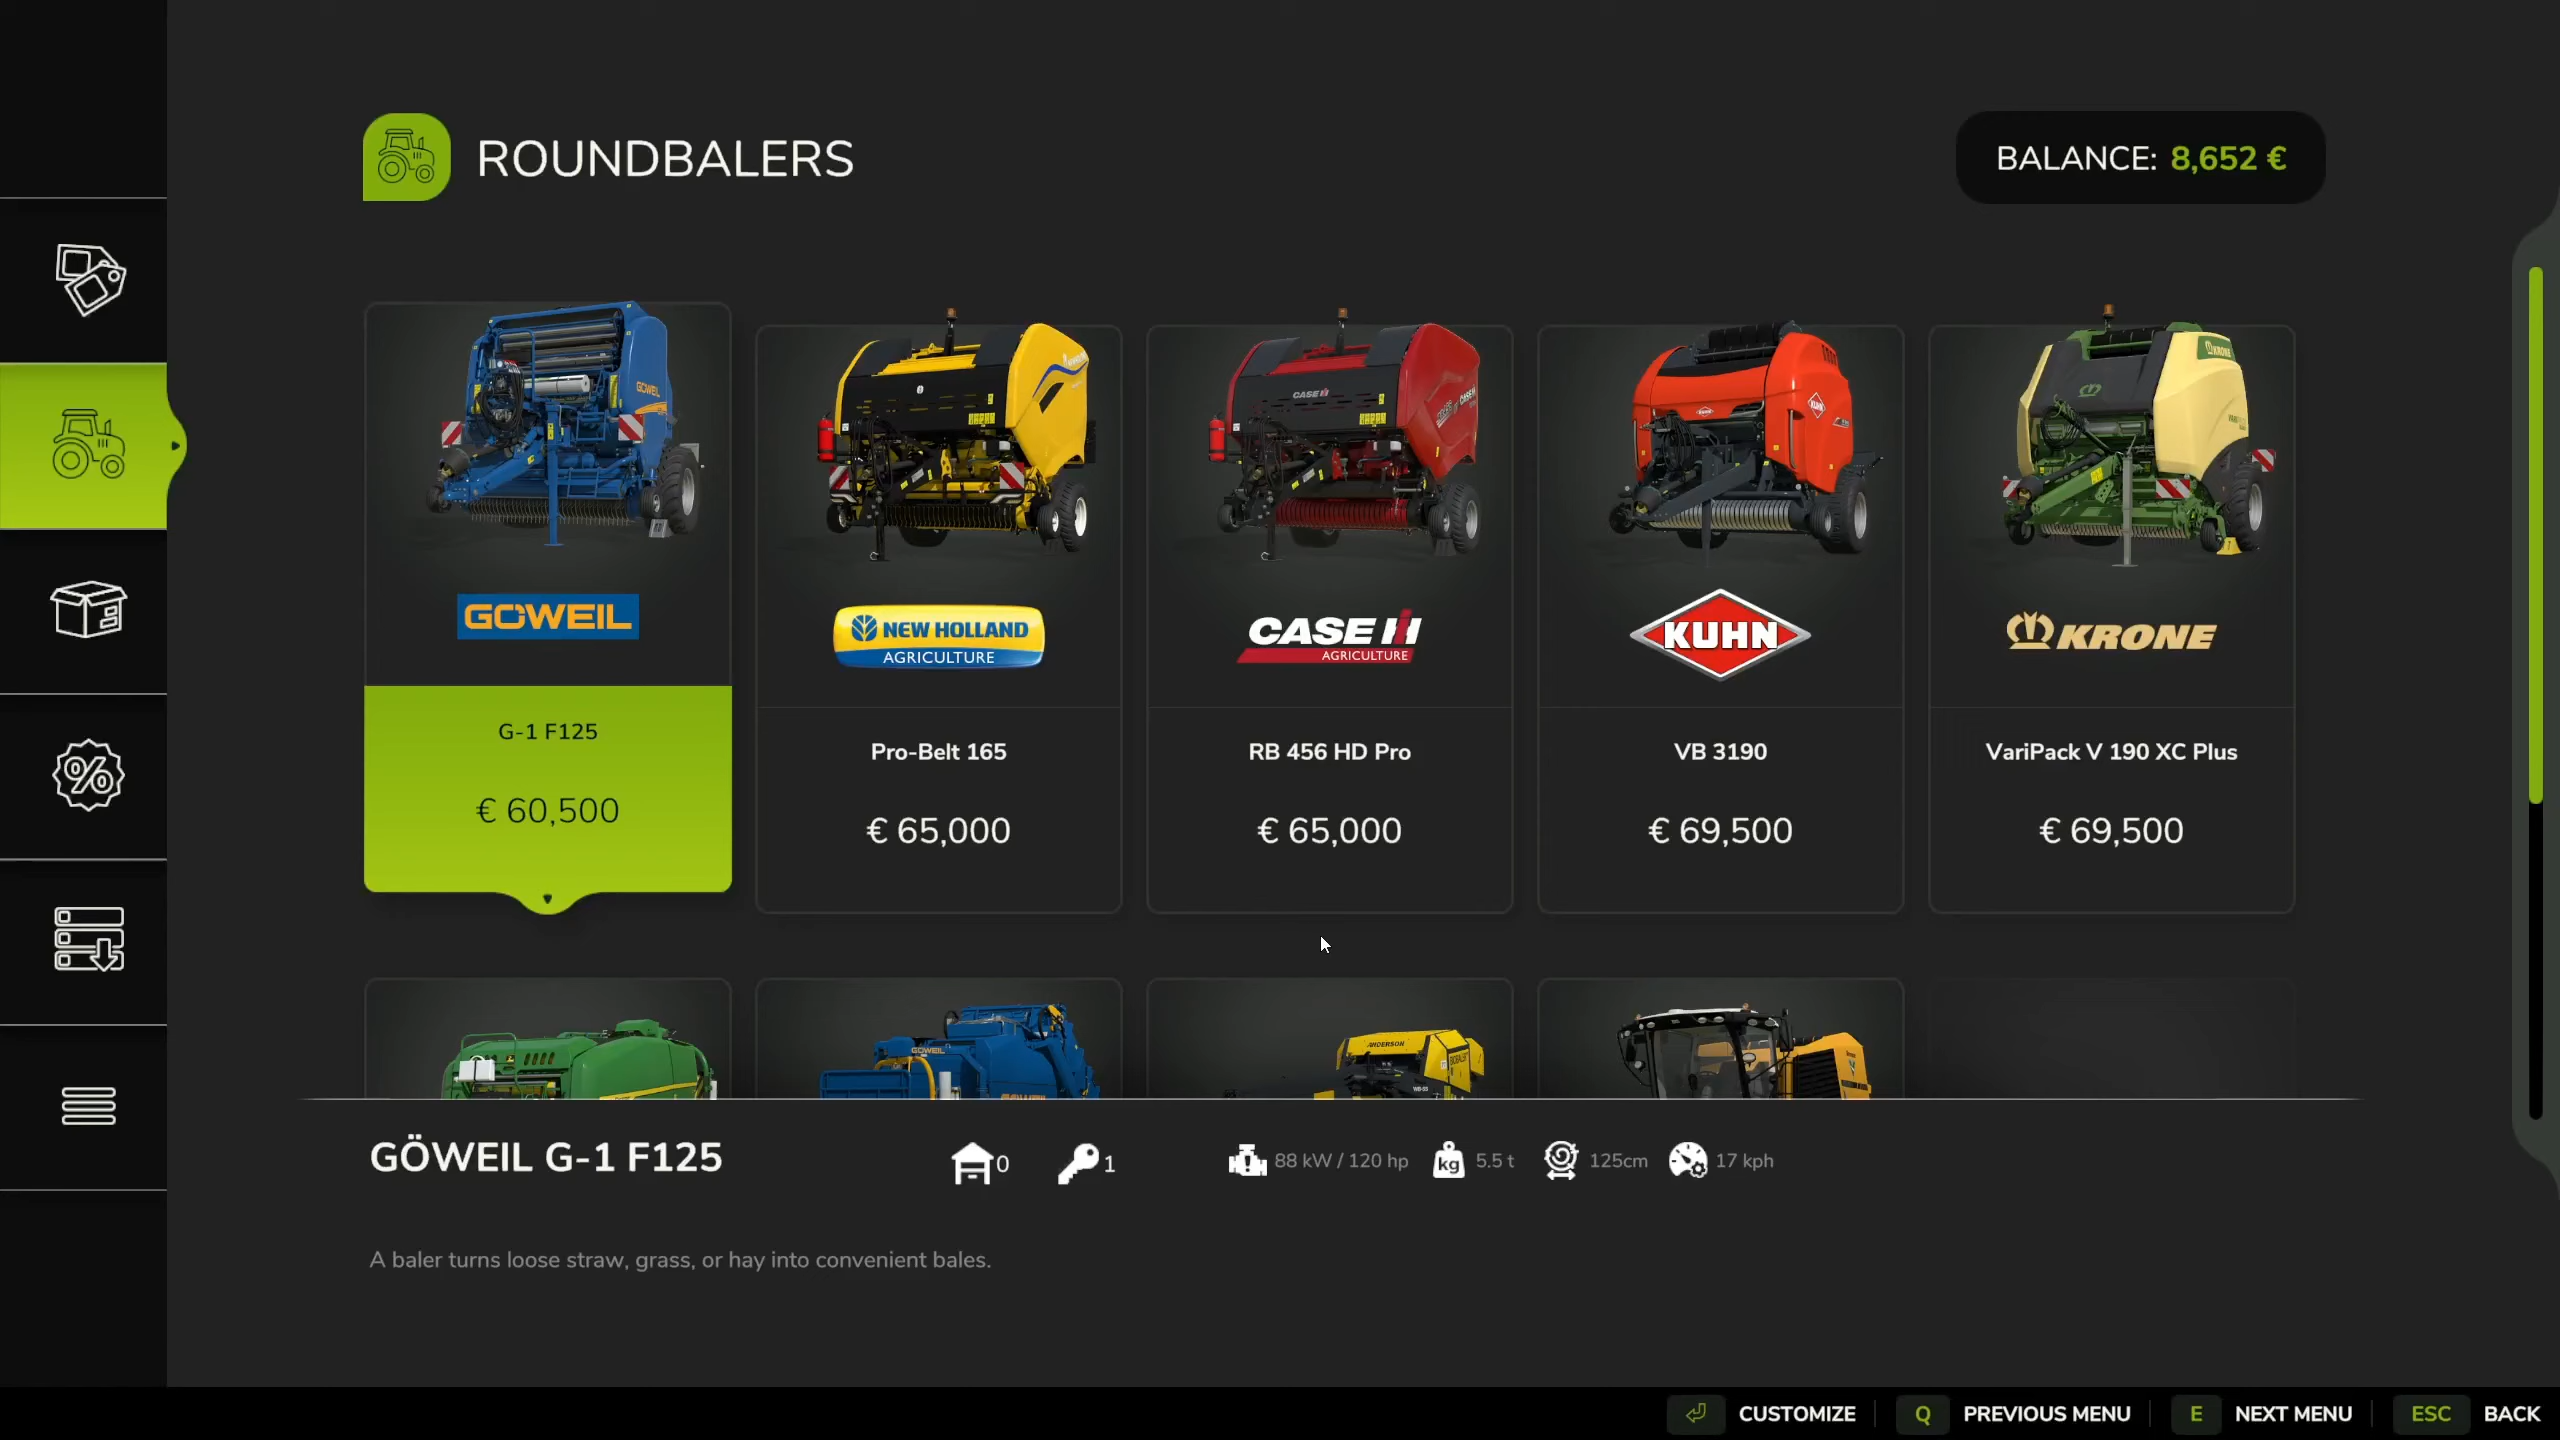 ROUNDBALERS
BALANCE: 8,652 €
GÖWEIL
NEW HOLLAND
AGRICULTURE
CASE IH
AGRICULTURE
KUHN
KRONE
G-1 F125
€ 60,500
Pro-Belt 165
€ 65,000
RB 456 HD Pro
€ 65,000
VB 3190
€ 69,500
VariPack V 190 XC Plus
€ 69,500
GÖWEIL
ANDERSON
GÖWEIL G-1 F125
0
1
88 kW / 120 hp
kg
5.5 t
125cm
17 kph
A baler turns loose straw, grass, or hay into convenient bales.
CUSTOMIZE
Q PREVIOUS MENU
E NEXT MENU
ESC BACK